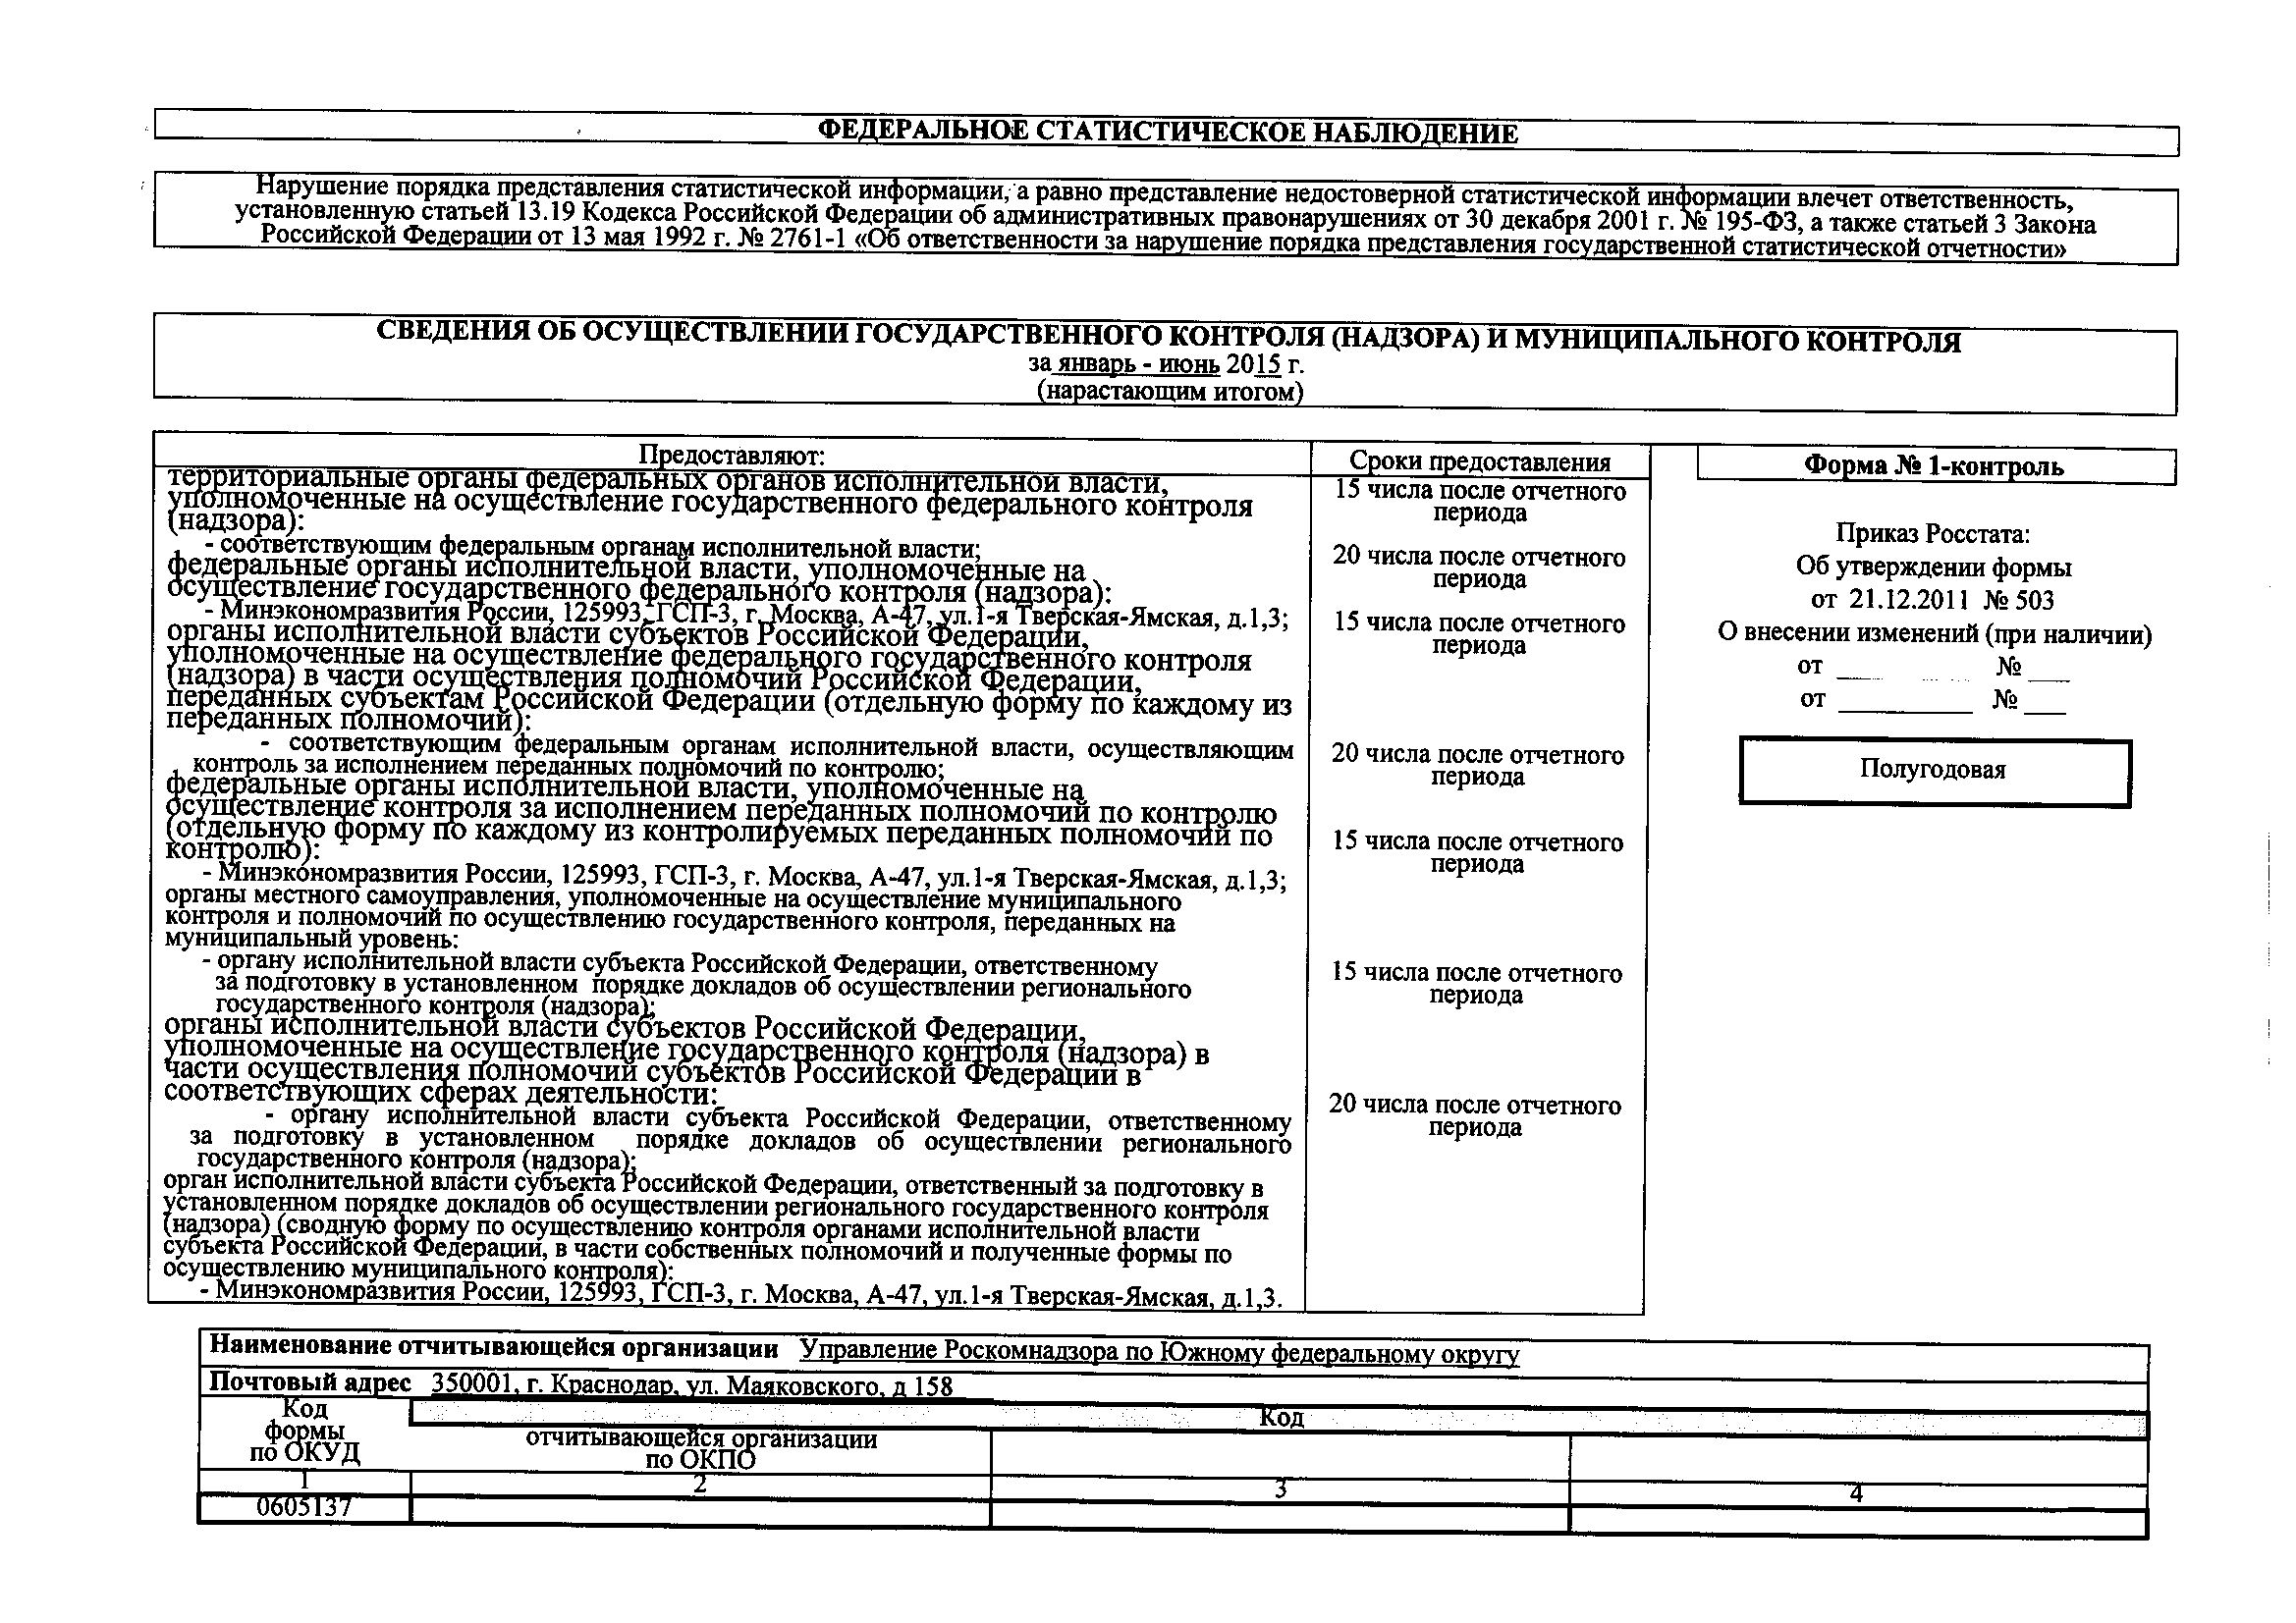 ФЕДЕРАЛЬНОЕ СТАТИСТИЧЕСКОЕ НАБЛЮДЕНИЕ
Нарушение порядка представления статистической информации, а равно представление недостоверной статистической информации влечет ответственность,
установленную статьей 13.19 Кодекса Российской Федерации об административных правонарушениях от 30 декабря 2001 г. № 195-ФЗ, а также статьей 3 Закона
Российской Федерации от 13 мая 1992 г. № 2761-1 «Об ответственности за нарушение порядка представления государственной статистической отчетности»
СВЕДЕНИЯ ОБ ОСУЩЕСТВЛЕНИИ ГОСУДАРСТВЕННОГО КОНТРОЛЯ (НАДЗОРА) И МУНИЦИПАЛЬНОГО КОНТРОЛЯ
за январь - июнь 2015 г.
(нарастающим итогом)
Предоставляют:
территориальные органы федеральных органов исполнительной власти,
уполномоченные на осуществление государственного федерального контроля
(надзора):
- соответствующим федеральным органам исполнительной власти;
федеральные органы исполнительной власти, уполномоченные на
осуществление государственного федерального контроля (надзора):
- Минэкономразвития России, 125993, ГСП-3, г. Москва, А-47, ул.1-я Тверская-Ямская, д.1,3;
органы исполнительной власти субъектов Российской Федерации,
уполномоченные на осуществление федерального государственного контроля
(надзора) в части осуществления полномочий Российской Федерации,
переданных субъектам Российской Федерации (отдельную форму по каждому из
переданных полномочий):
- соответствующим федеральным органам исполнительной власти, осуществляющим
контроль за исполнением переданных полномочий по контролю;
федеральные органы исполнительной власти, уполномоченные на
осуществление контроля за исполнением переданных полномочий по контролю
(отдельную форму по каждому из контролируемых переданных полномочий по
контролю):
- Минэкономразвития России, 125993, ГСП-3, г. Москва, А-47, ул.1-я Тверская-Ямская, д.1,3;
органы местного самоуправления, уполномоченные на осуществление муниципального
контроля и полномочий по осуществлению государственного контроля, переданных на
муниципальный уровень:
- органу исполнительной власти субъекта Российской Федерации, ответственному
за подготовку в установленном порядке докладов об осуществлении регионального
государственного контроля (надзора);
органы исполнительной власти субъектов Российской Федерации,
уполномоченные на осуществление государственного контроля (надзора) в
части осуществления полномочий субъектов Российской Федерации в
соответствующих сферах деятельности:
- органу исполнительной власти субъекта Российской Федерации, ответственному
за подготовку в установленном порядке докладов об осуществлении регионального
государственного контроля (надзора);
орган исполнительной власти субъекта Российской Федерации, ответственный за подготовку в
установленном порядке докладов об осуществлении регионального государственного контроля
(надзора) (сводную форму по осуществлению контроля органами исполнительной власти
субъекта Российской Федерации, в части собственных полномочий и полученные формы по
осуществлению муниципального контроля):
- Минэкономразвития России, 125993, ГСП-3, г. Москва, А-47, ул.1-я Тверская-Ямская, д.1,3.
Сроки предоставления
15 числа после отчетного
периода
20 числа после отчетного
периода
15 числа после отчетного
периода
20 числа после отчетного
периода
15 числа после отчетного
периода
15 числа после отчетного
периода
20 числа после отчетного
периода
Форма № 1-контроль
Приказ Росстата:
Об утверждении формы
от 21.12.2011 № 503
О внесении изменений (при наличии)
от ________ № ___
от ________ № ___
Полугодовая
Наименование отчитывающейся организации Управление Роскомнадзора по Южному федеральному округу
Почтовый адрес 350001, г. Краснодар, ул. Маяковского, д 158
Код
формы
по ОКУД
Код
отчитывающейся организации
по ОКПО
1 2 3 4
0605137